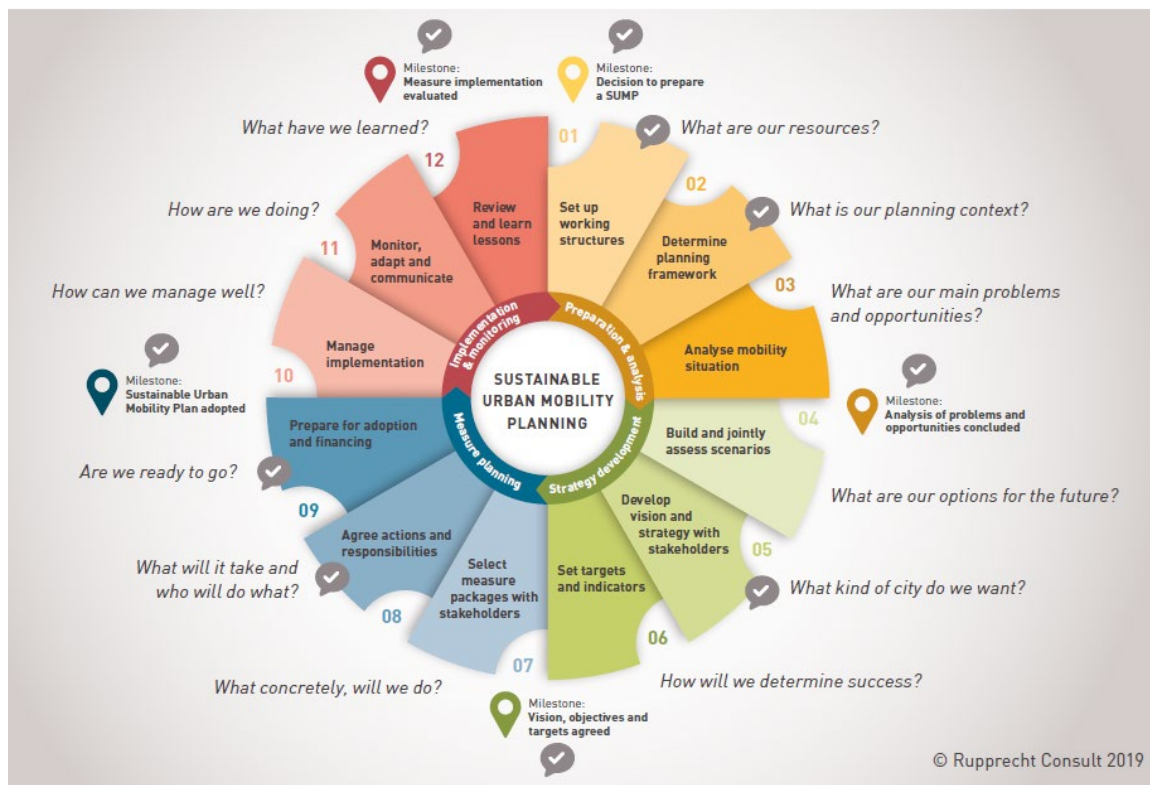 Milestone:
Measure implementation
evaluated
Milestone:
Decision to prepare
a SUMP
What have we learned?
What are our resources?
12
01
Review
and learn
lessons
Set up
working
structures
02
How are we doing?
What is our planning context?
11
Monitor,
adapt and
communicate
Determine
planning
framework
03
How can we manage well?
What are our main problems
and opportunities?
10
Manage
implementation
Analyse mobility
situation
Implementation
& monitoring
Preparation & analysis
SUSTAINABLE
URBAN MOBILITY
PLANNING
Measure planning
Strategy development
Milestone:
Sustainable Urban
Mobility Plan adopted
Milestone:
Analysis of problems and
opportunities concluded
04
Prepare for adoption
and financing
Build and jointly
assess scenarios
Are we ready to go?
What are our options for the future?
09
Agree actions and
responsibilities
Develop
vision and
strategy with
stakeholders
05
What will it take and
who will do what?
What kind of city do we want?
08
Select
measure
packages with
stakeholders
Set targets
and indicators
06
07
What concretely, will we do?
How will we determine success?
Milestone:
Vision, objectives and
targets agreed
© Rupprecht Consult 2019